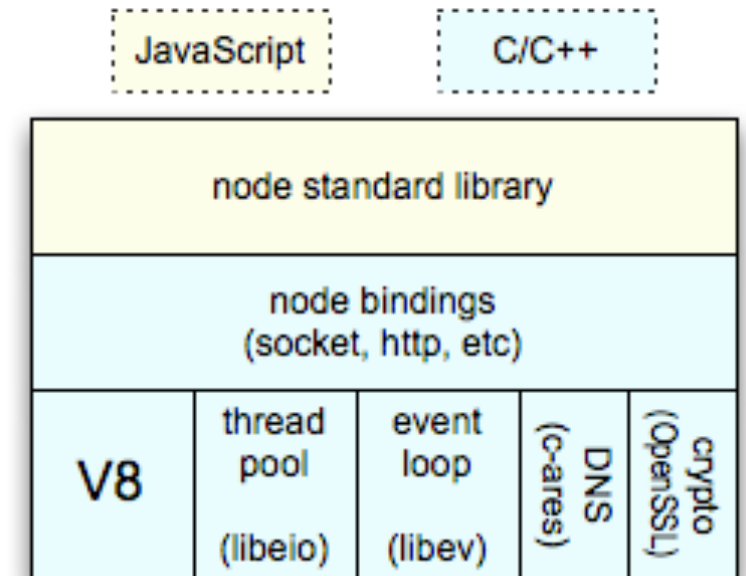 JavaScript
C/C++
node standard library
node bindings
(socket, http, etc)
V8
thread
pool
(libeio)
event
loop
(libev)
DNS
(c-ares)
crypto
(OpenSSL)